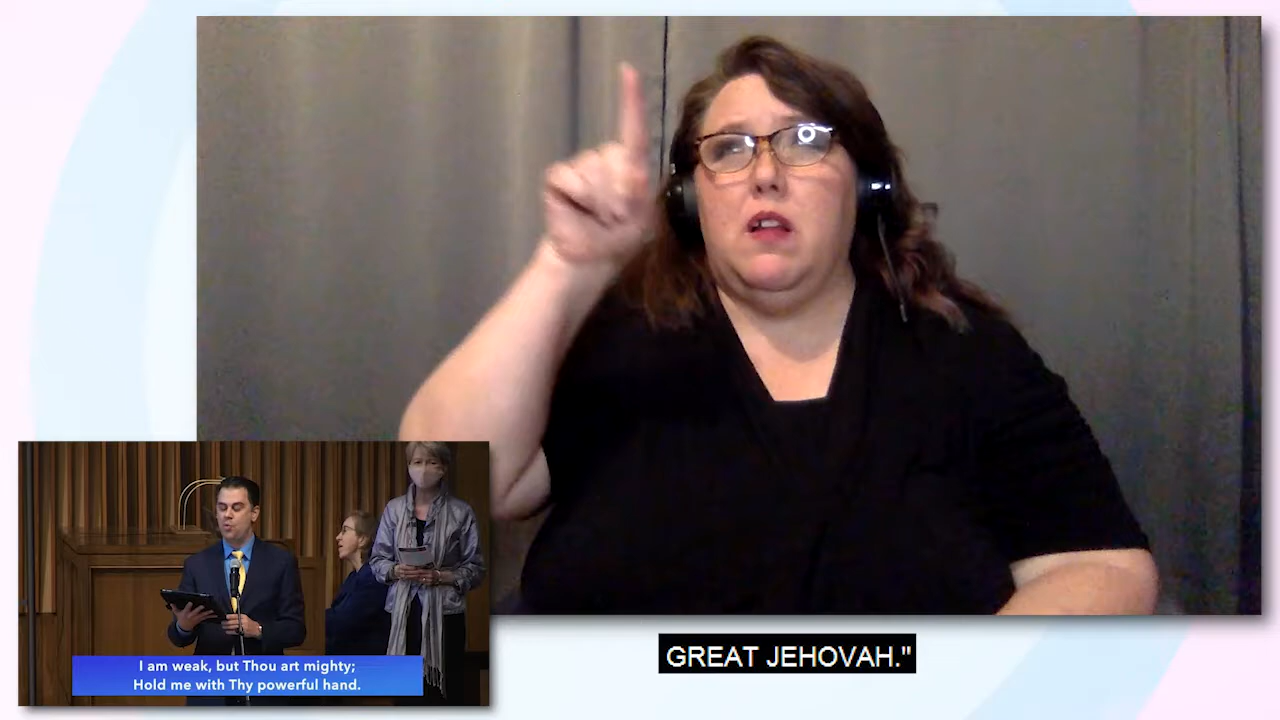 I am weak, but Thou art mighty;
Hold me with Thy powerful hand.
GREAT JEHOVAH."